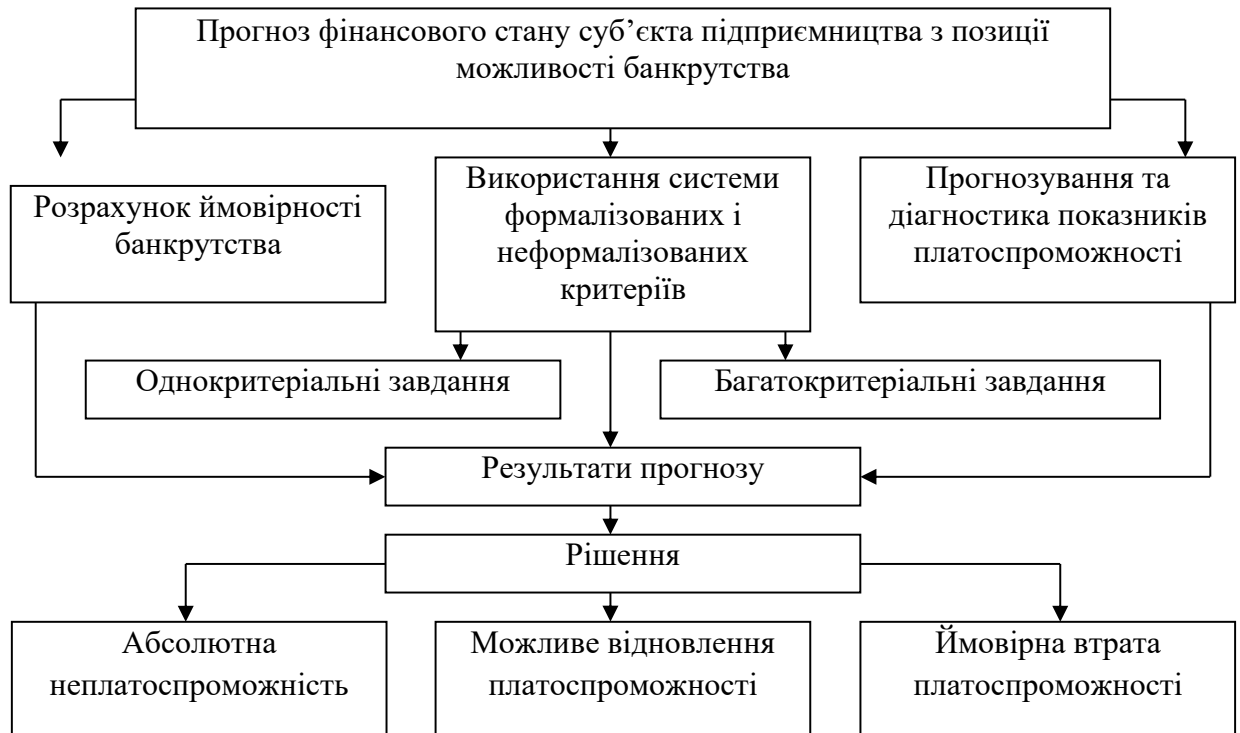 Прогноз фінансового стану суб’єкта підприємництва з позиції
можливості банкрутства
Розрахунок ймовірності
банкрутства
Використання системи
формалізованих і
неформалізованих
критеріїв
Прогнозування та
діагностика показників
платоспроможності
Однокритеріальні завдання
Багатокритеріальні завдання
Результати прогнозу
Рішення
Абсолютна
неплатоспроможність
Можливе відновлення
платоспроможності
Ймовірна втрата
платоспроможності